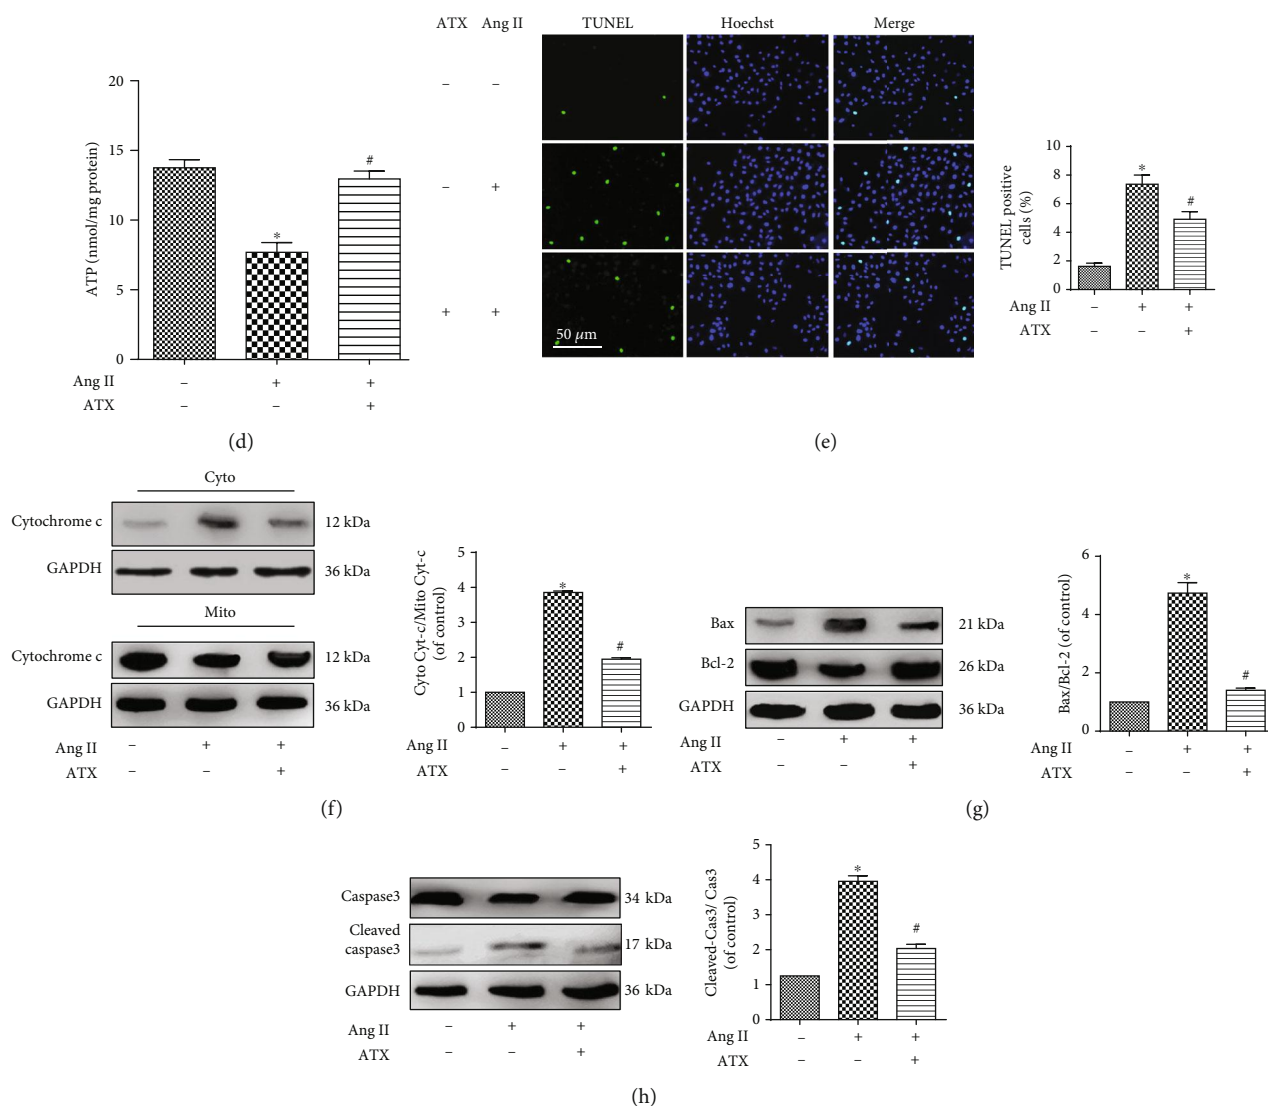 20
15
10
5
0
ATP (nmol/mg protein)
*
#
Ang II – + +
ATX – – +
(d)
ATX Ang II TUNEL Hoechst Merge
– –
– +
+ +
50 µm
10
8
6
4
2
0
TUNEL positive
cells (%)
*
#
Ang II – + +
ATX – – +
(e)
Cyto
Cytochrome c 12 kDa
GAPDH 36 kDa
Mito
Cytochrome c 12 kDa
GAPDH 36 kDa
Ang II – + +
ATX – – +
5
4
3
2
1
0
Cyto Cyt-c/Mito Cyt-c
(of control)
*
#
Ang II – + +
ATX – – +
(f)
Bax 21 kDa
Bcl-2 26 kDa
GAPDH 36 kDa
Ang II – + +
ATX – – +
6
4
2
0
Bax/Bcl-2 (of control)
*
#
Ang II – + +
ATX – – +
(g)
Caspase3 34 kDa
Cleaved
caspase3 17 kDa
GAPDH 36 kDa
Ang II – + +
ATX – – +
5
4
3
2
1
0
Cleaved-Cas3/ Cas3
(of control)
*
#
Ang II – + +
ATX – – +
(h)